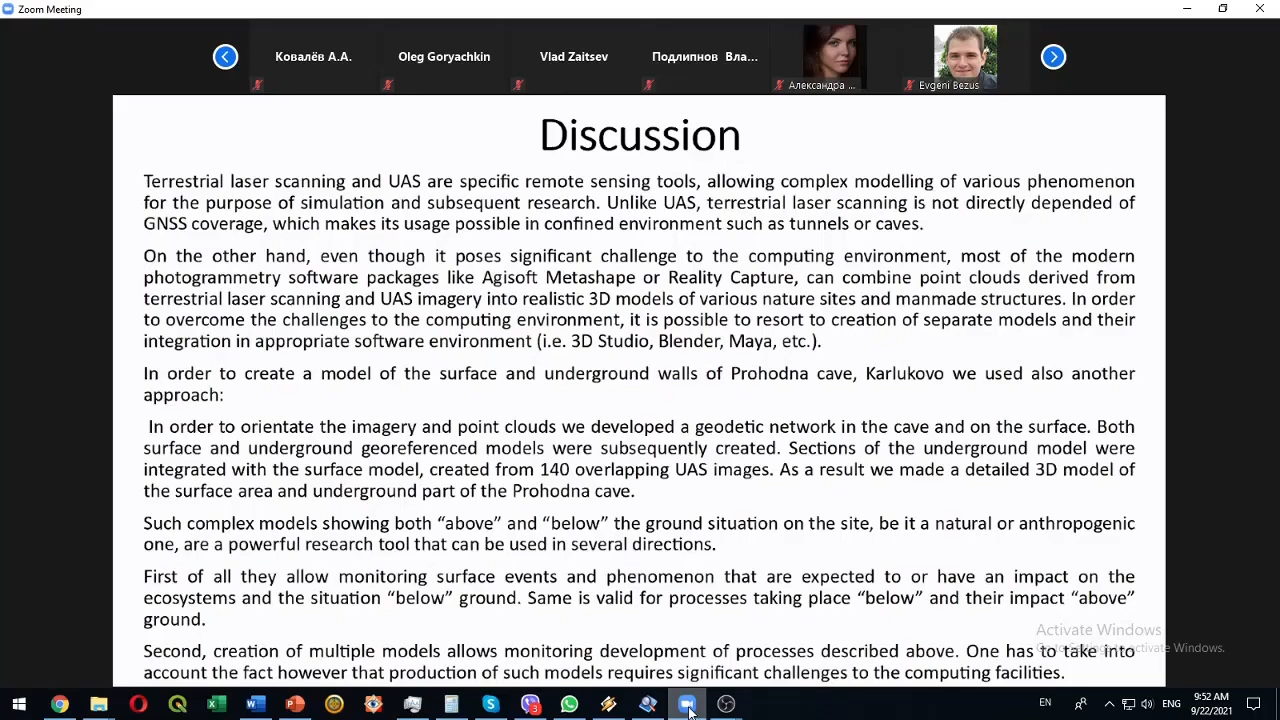 Zoom Meeting
Ковалёв А.А.
Oleg Goryachkin
Vlad Zaitsev
Подлипнов Вла...
Александра ...
Evgeni Bezus
Discussion
Terrestrial laser scanning and UAS are specific remote sensing tools, allowing complex modelling of various phenomenon
for the purpose of simulation and subsequent research. Unlike UAS, terrestrial laser scanning is not directly depended of
GNSS coverage, which makes its usage possible in confined environment such as tunnels or caves.
On the other hand, even though it poses significant challenge to the computing environment, most of the modern
photogrammetry software packages like Agisoft Metashape or Reality Capture, can combine point clouds derived from
terrestrial laser scanning and UAS imagery into realistic 3D models of various nature sites and manmade structures. In order
to overcome the challenges to the computing environment, it is possible to resort to creation of separate models and their
integration in appropriate software environment (i.e. 3D Studio, Blender, Maya, etc.).
In order to create a model of the surface and underground walls of Prohodna cave, Karlukovo we used also another
approach:
In order to orientate the imagery and point clouds we developed a geodetic network in the cave and on the surface. Both
surface and underground georeferenced models were subsequently created. Sections of the underground model were
integrated with the surface model, created from 140 overlapping UAS images. As a result we made a detailed 3D model of
the surface area and underground part of the Prohodna cave.
Such complex models showing both “above” and “below” the ground situation on the site, be it a natural or anthropogenic
one, are a powerful research tool that can be used in several directions.
First of all they allow monitoring surface events and phenomenon that are expected to or have an impact on the
ecosystems and the situation “below” ground. Same is valid for processes taking place “below” and their impact “above”
ground.
Second, creation of multiple models allows monitoring development of processes described above. One has to take into
account the fact however that production of such models requires significant challenges to the computing facilities.
Activate Windows
Go to Settings to activate Windows.
EN
ENG
9:52 AM
9/22/2021
3